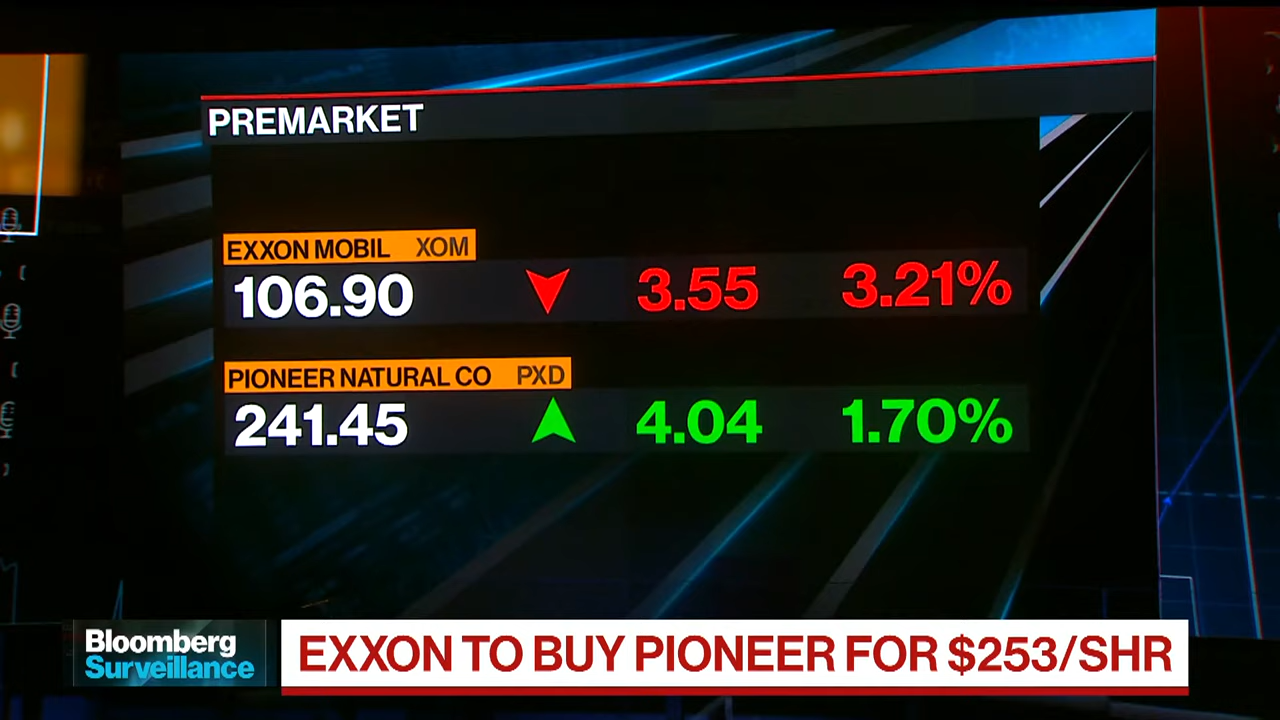 PREMARKET
EXXON MOBIL XOM
106.90 3.55 3.21%
PIONEER NATURAL CO PXD
241.45 4.04 1.70%
Bloomberg
Surveillance
EXXON TO BUY PIONEER FOR $253/SHR